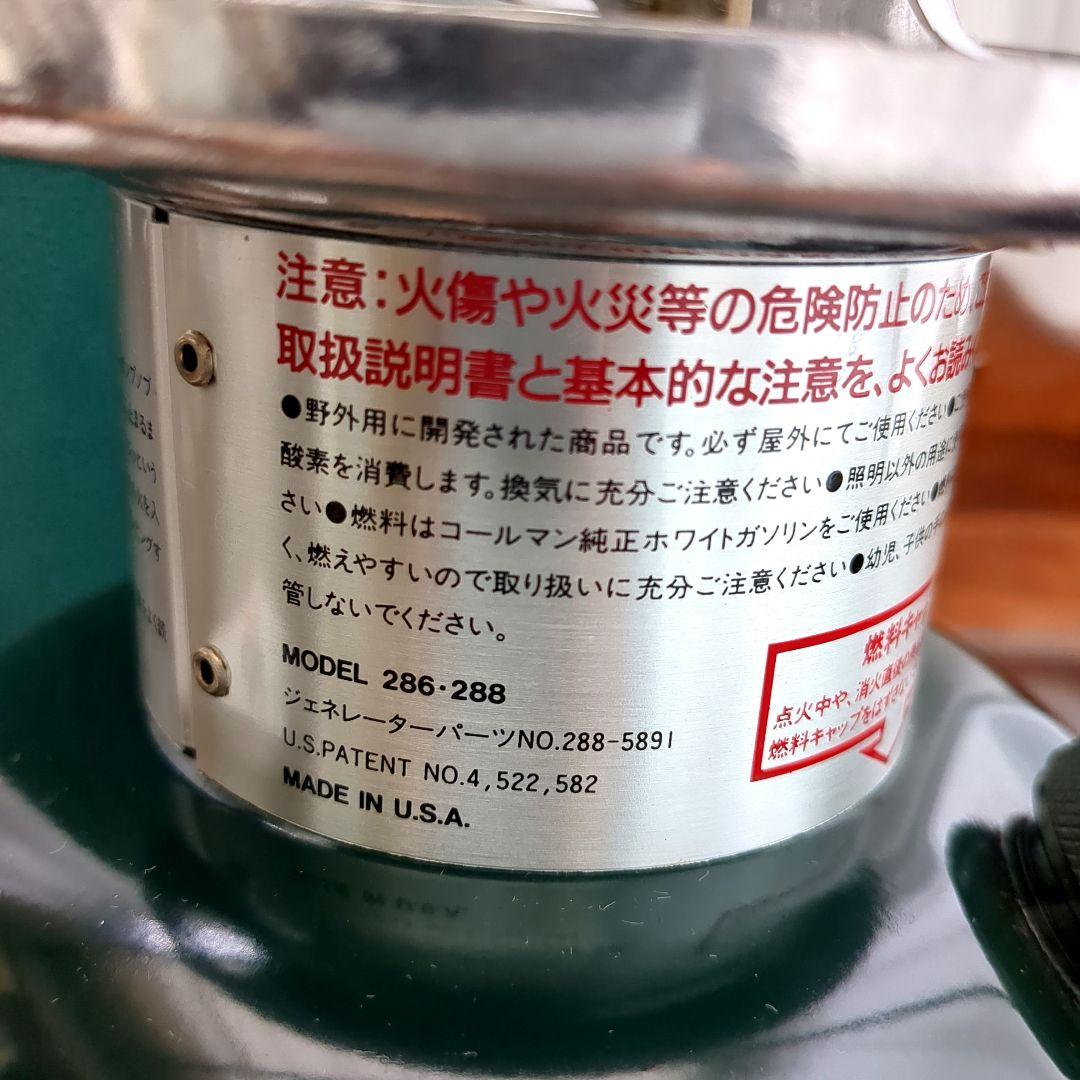 注意:火傷や火災等の危険防止のため、
取扱説明書と基本的な注意を、よくお読み
●野外用に開発された商品です。必ず屋外にてご使用ください●
酸素を消費します。換気に充分ご注意ください●照明以外の用途に
さい●燃料はコールマン純正ホワイトガソリンをご使用ください●
く、燃えやすいので取り扱いに充分ご注意ください●幼児、子供の
管しないでください。
MODEL 286・288
ジェネレーターパーツNO.288-5891
U.S.PATENT NO.4,522,582
MADE IN U.S.A.
燃料キャッ
点火中や、消火直後の
燃料キャップをはずさない